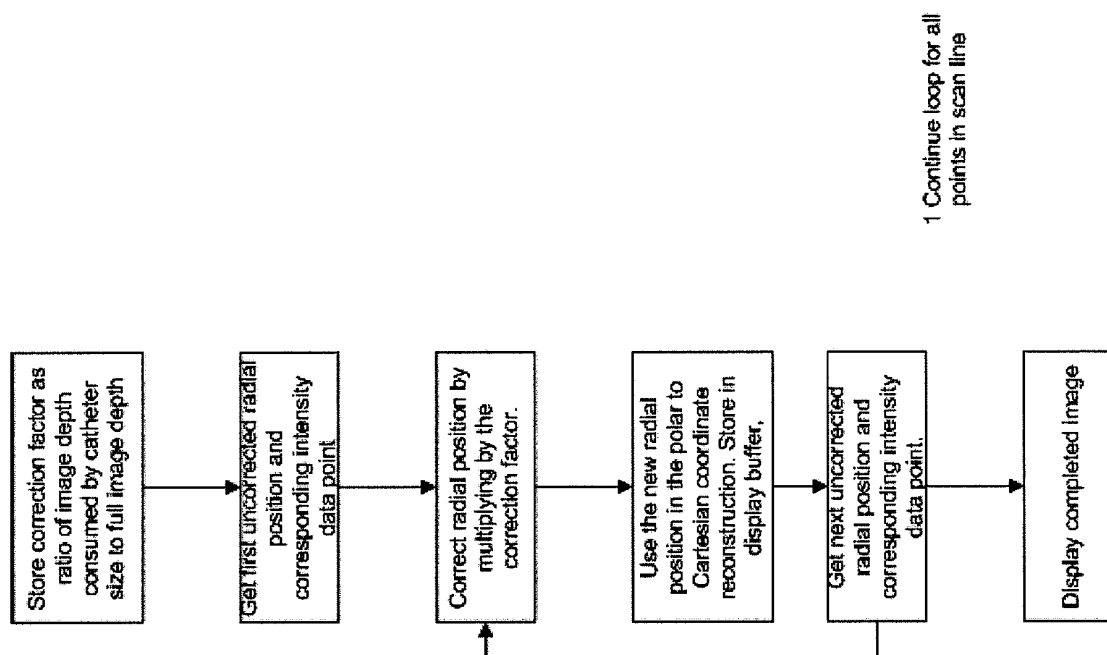 Store correction factor as
ratio of image depth
consumed by catheter
size to full image depth
Get first uncorrected radial
position and
corresponding intensity
data point
Correct radial position by
multiplying by the
correction factor.
Use the new radial
position in the polar to
Cartesian coordinate
reconstruction. Store in
display buffer,
Get next uncorrected
radial position and
corresponding intensity
data point.
1 Continue loop for all
points in scan line
Display completed image